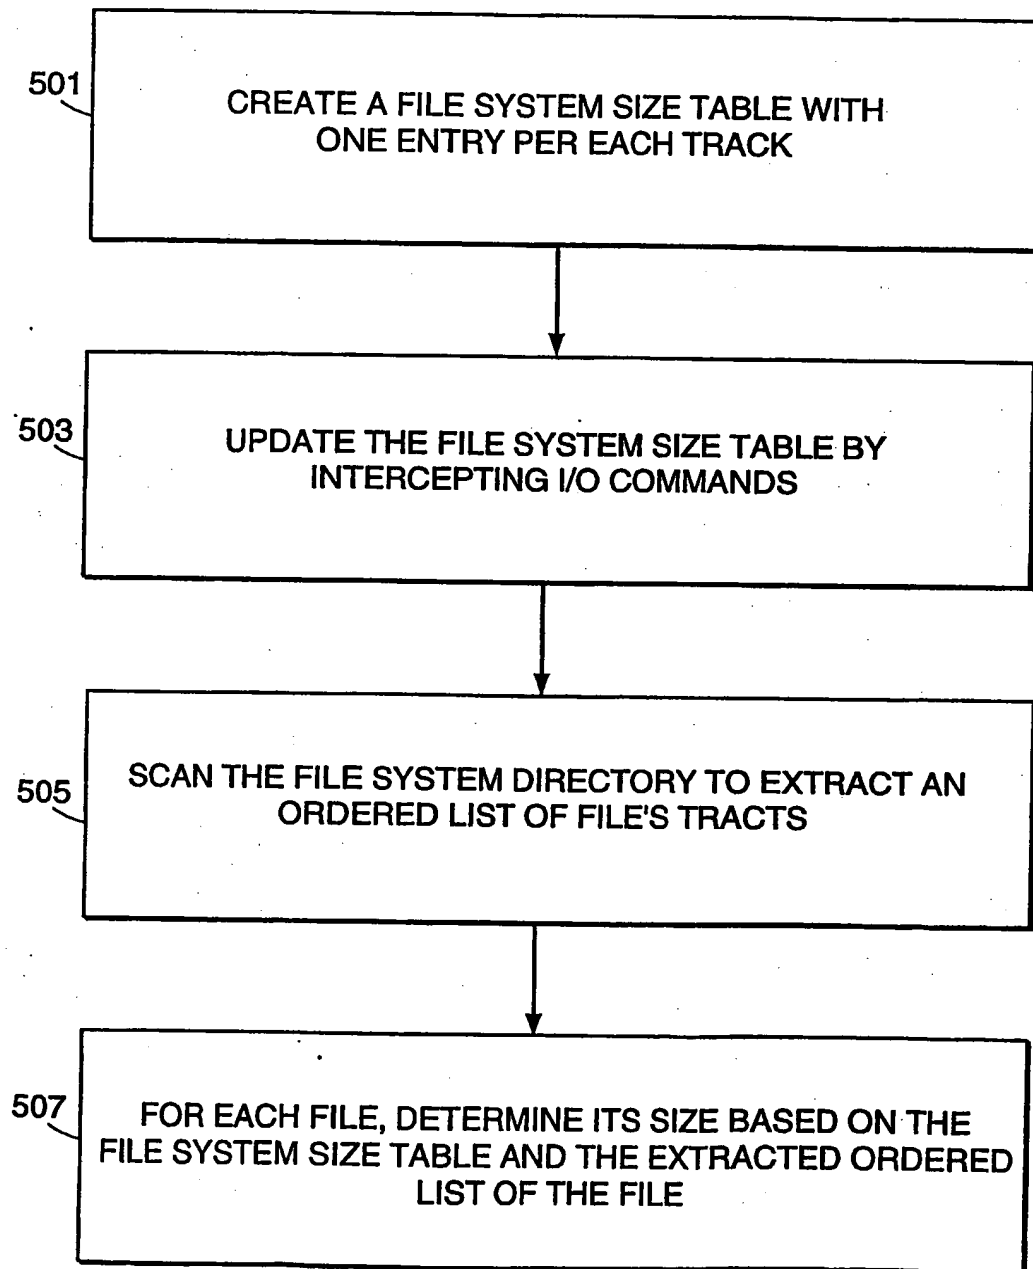 501
CREATE A FILE SYSTEM SIZE TABLE WITH
ONE ENTRY PER EACH TRACK
503
UPDATE THE FILE SYSTEM SIZE TABLE BY
INTERCEPTING I/O COMMANDS
505
SCAN THE FILE SYSTEM DIRECTORY TO EXTRACT AN
ORDERED LIST OF FILE'S TRACTS
507
FOR EACH FILE, DETERMINE ITS SIZE BASED ON THE
FILE SYSTEM SIZE TABLE AND THE EXTRACTED ORDERED
LIST OF THE FILE